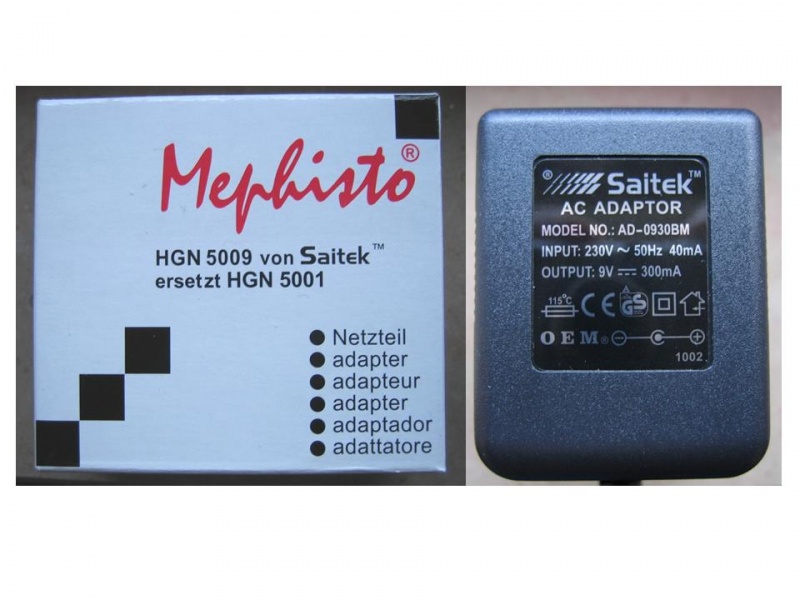 Mephisto®
HGN 5009 von Saitek™
ersetzt HGN 5001
● Netzteil
● adapter
● adapteur
● adapter
● adaptador
● adattatore
® Saitek™
AC ADAPTOR
MODEL NO.: AD-0930BM
INPUT: 230V ~ 50Hz 40mA
OUTPUT: 9V ⎓ 300mA
115°C CE GS
OEM® − +
1002